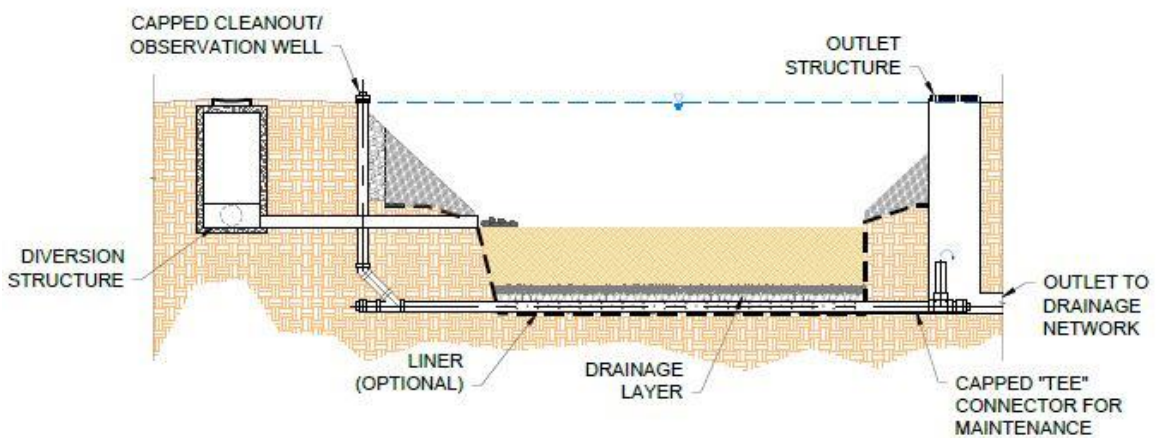 CAPPED CLEANOUT/
OBSERVATION WELL
OUTLET
STRUCTURE
DIVERSION
STRUCTURE
LINER
(OPTIONAL)
DRAINAGE
LAYER
OUTLET TO
DRAINAGE
NETWORK
CAPPED "TEE"
CONNECTOR FOR
MAINTENANCE